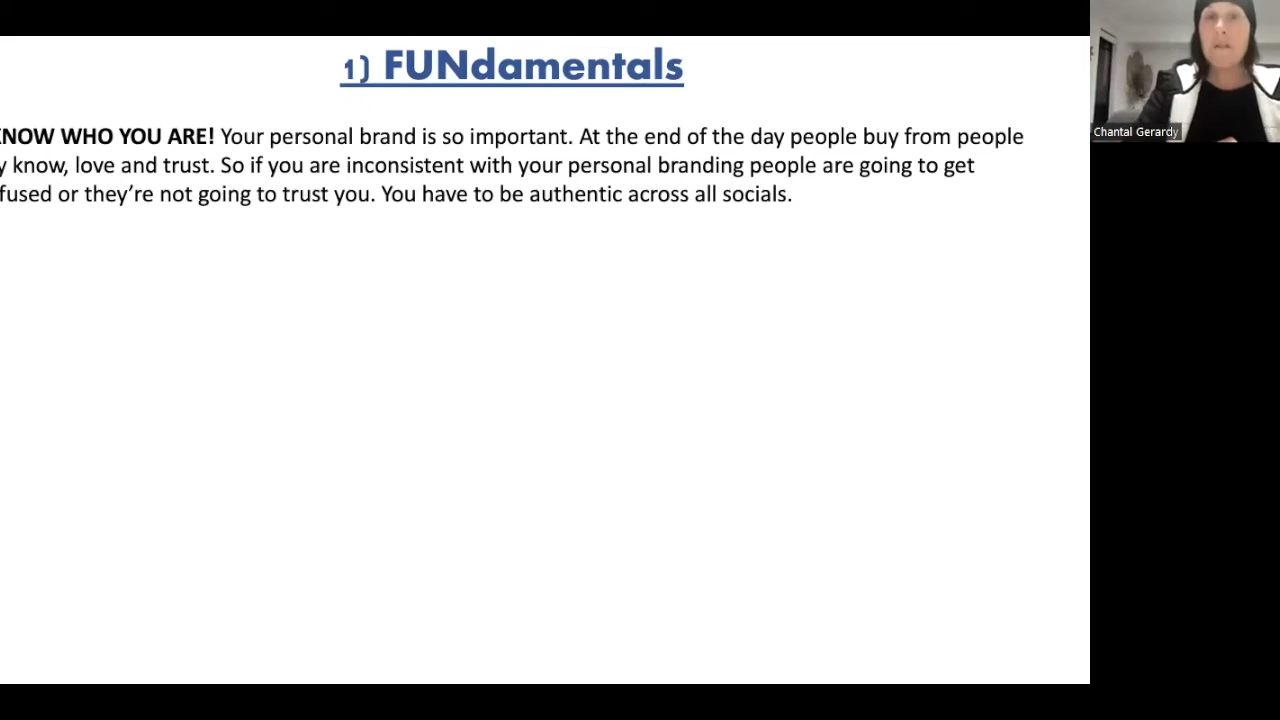 1) FUNdamentals
KNOW WHO YOU ARE! Your personal brand is so important. At the end of the day people buy from people
y know, love and trust. So if you are inconsistent with your personal branding people are going to get
fused or they’re not going to trust you. You have to be authentic across all socials.
Chantal Gerardy